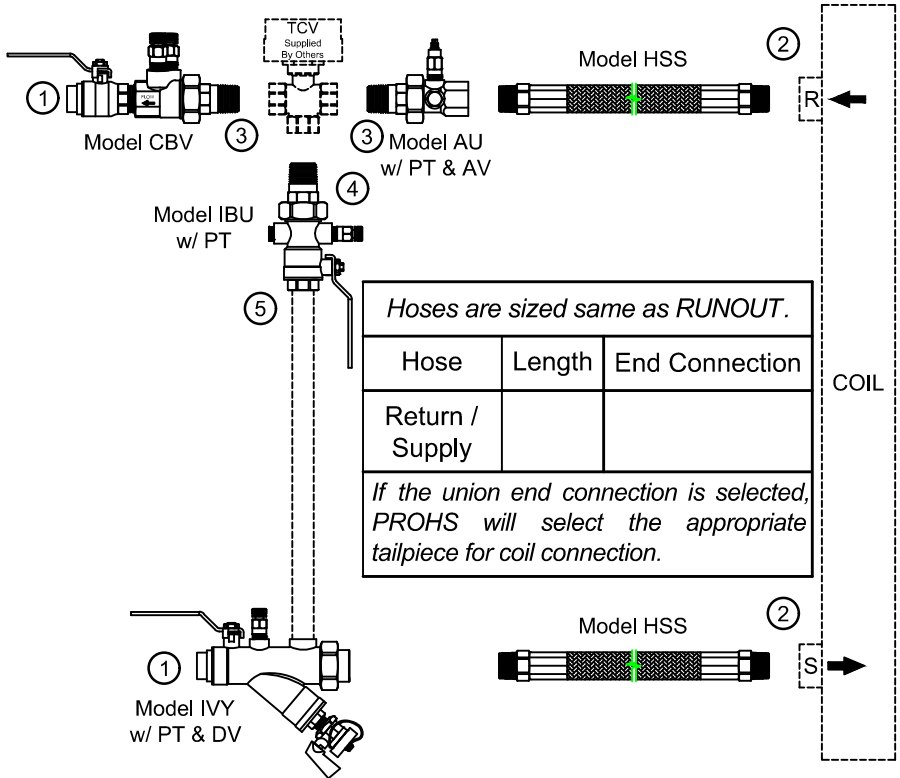 TCV
Supplied
By Others
Model HSS
2
1
FLOW
R
Model CBV
3
3
Model AU
w/ PT & AV
4
Model IBU
w/ PT
5
Hoses are sized same as RUNOUT.
Hose Length End Connection
Return /
Supply
If the union end connection is selected,
PROHS will select the appropriate
tailpiece for coil connection.
COIL
Model HSS
2
1
S
Model IVY
w/ PT & DV